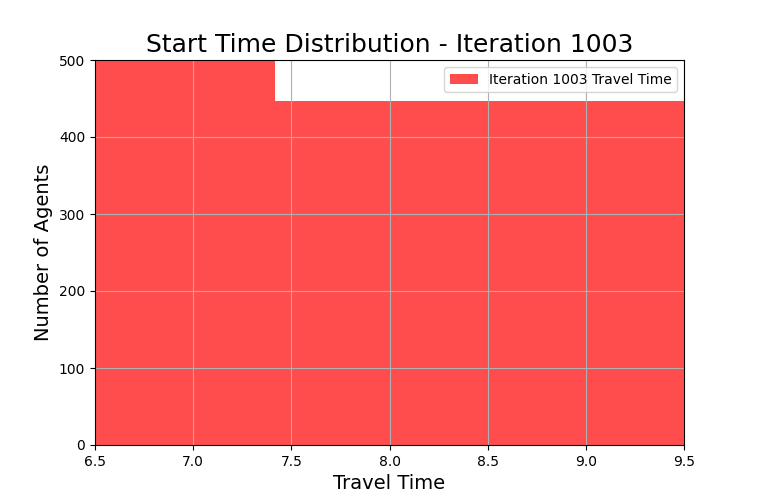 Start Time Distribution - Iteration 1003
500
Iteration 1003 Travel Time
400
300
200
100
0
Number of Agents
6.5 7.0 7.5 8.0 8.5 9.0 9.5
Travel Time